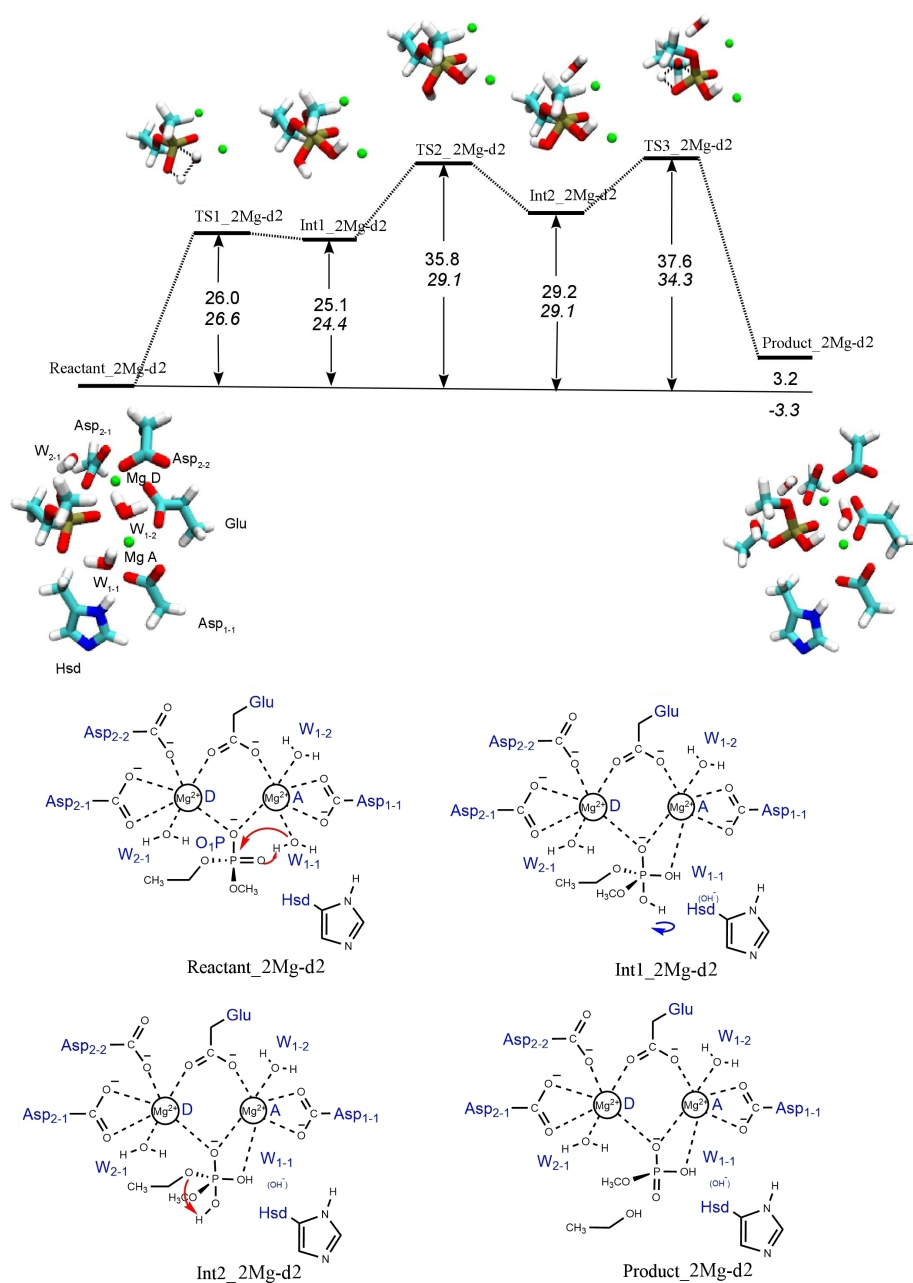 TS1_2Mg-d2
Int1_2Mg-d2
TS2_2Mg-d2
Int2_2Mg-d2
TS3_2Mg-d2
26.0
26.6
25.1
24.4
35.8
29.1
29.2
29.1
37.6
34.3
Reactant_2Mg-d2
Product_2Mg-d2
3.2
-3.3
Asp2-1
W2-1
Asp2-2
Mg D
Glu
W1-2
Mg A
W1-1
Asp1-1
Hsd
Glu
Asp2-2
O
C
O
−
O
C
O
−
W1-2
H
O
H
Asp2-1
O
−
C
O
Mg2+
D
Mg2+
A
O
C
O
−
Asp1-1
H
O
H
W2-1
O1P
O
−
H
O
H
W1-1
O
P
O
CH3
OCH3
Hsd
H
N
N
Reactant_2Mg-d2
Glu
Asp2-2
O
C
O
−
O
C
O
−
W1-2
H
O
H
Asp2-1
O
−
C
O
Mg2+
D
Mg2+
A
O
C
O
−
Asp1-1
H
O
H
W2-1
O
−
W1-1
O
P
OH
CH3
H3CO
O
H
(OH-)
Hsd
H
N
N
Int1_2Mg-d2
Glu
Asp2-2
O
C
O
−
O
C
O
−
W1-2
H
O
H
Asp2-1
O
−
C
O
Mg2+
D
Mg2+
A
O
C
O
−
Asp1-1
H
O
H
W2-1
O
−
W1-1
O
P
OH
(OH-)
CH3
H3CO
O
H
Hsd
H
N
N
Int2_2Mg-d2
Glu
Asp2-2
O
C
O
−
O
C
O
−
W1-2
H
O
H
Asp2-1
O
−
C
O
Mg2+
D
Mg2+
A
O
C
O
−
Asp1-1
H
O
H
W2-1
O
−
W1-1
P
OH
(OH-)
H3CO
O
CH3
OH
Hsd
H
N
N
Product_2Mg-d2